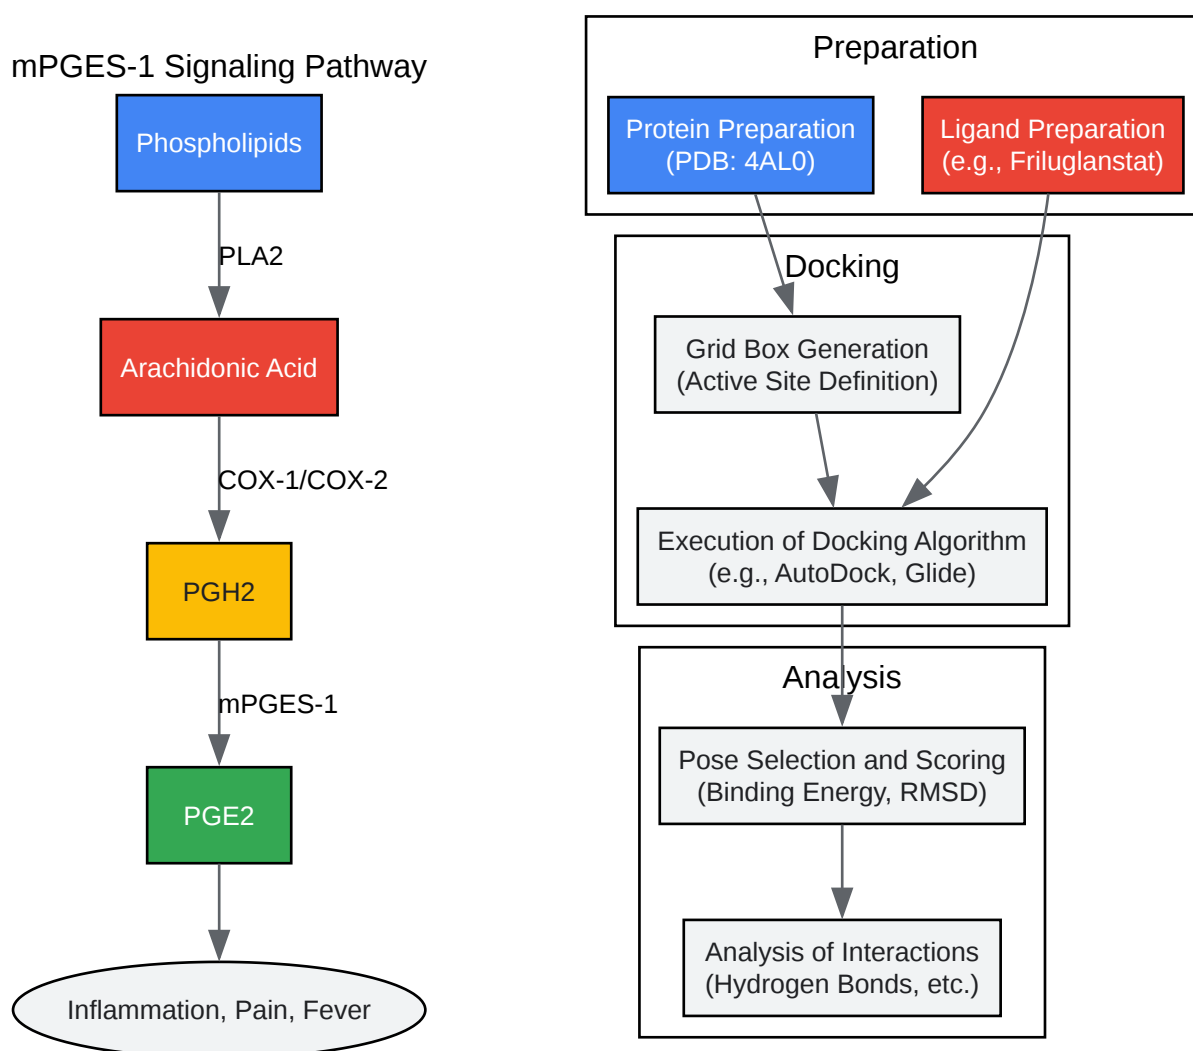 mPGES-1 Signaling Pathway
Phospholipids
PLA2
Arachidonic Acid
COX-1/COX-2
PGH2
mPGES-1
PGE2
Inflammation, Pain, Fever
Preparation
Protein Preparation
(PDB: 4AL0)
Ligand Preparation
(e.g., Friluglanstat)
Docking
Grid Box Generation
(Active Site Definition)
Execution of Docking Algorithm
(e.g., AutoDock, Glide)
Analysis
Pose Selection and Scoring
(Binding Energy, RMSD)
Analysis of Interactions
(Hydrogen Bonds, etc.)